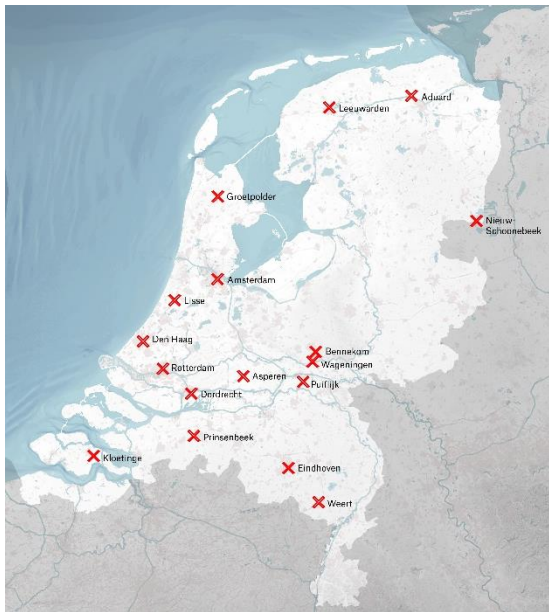 Aduard
Leeuwarden
Groetpolder
Nieuw-
Schoonebeek
Amsterdam
Lisse
Den Haag
Bennekom
Wageningen
Rotterdam
Asperen
Puiflijk
Dordrecht
Prinsenbeek
Kloetinge
Eindhoven
Weert